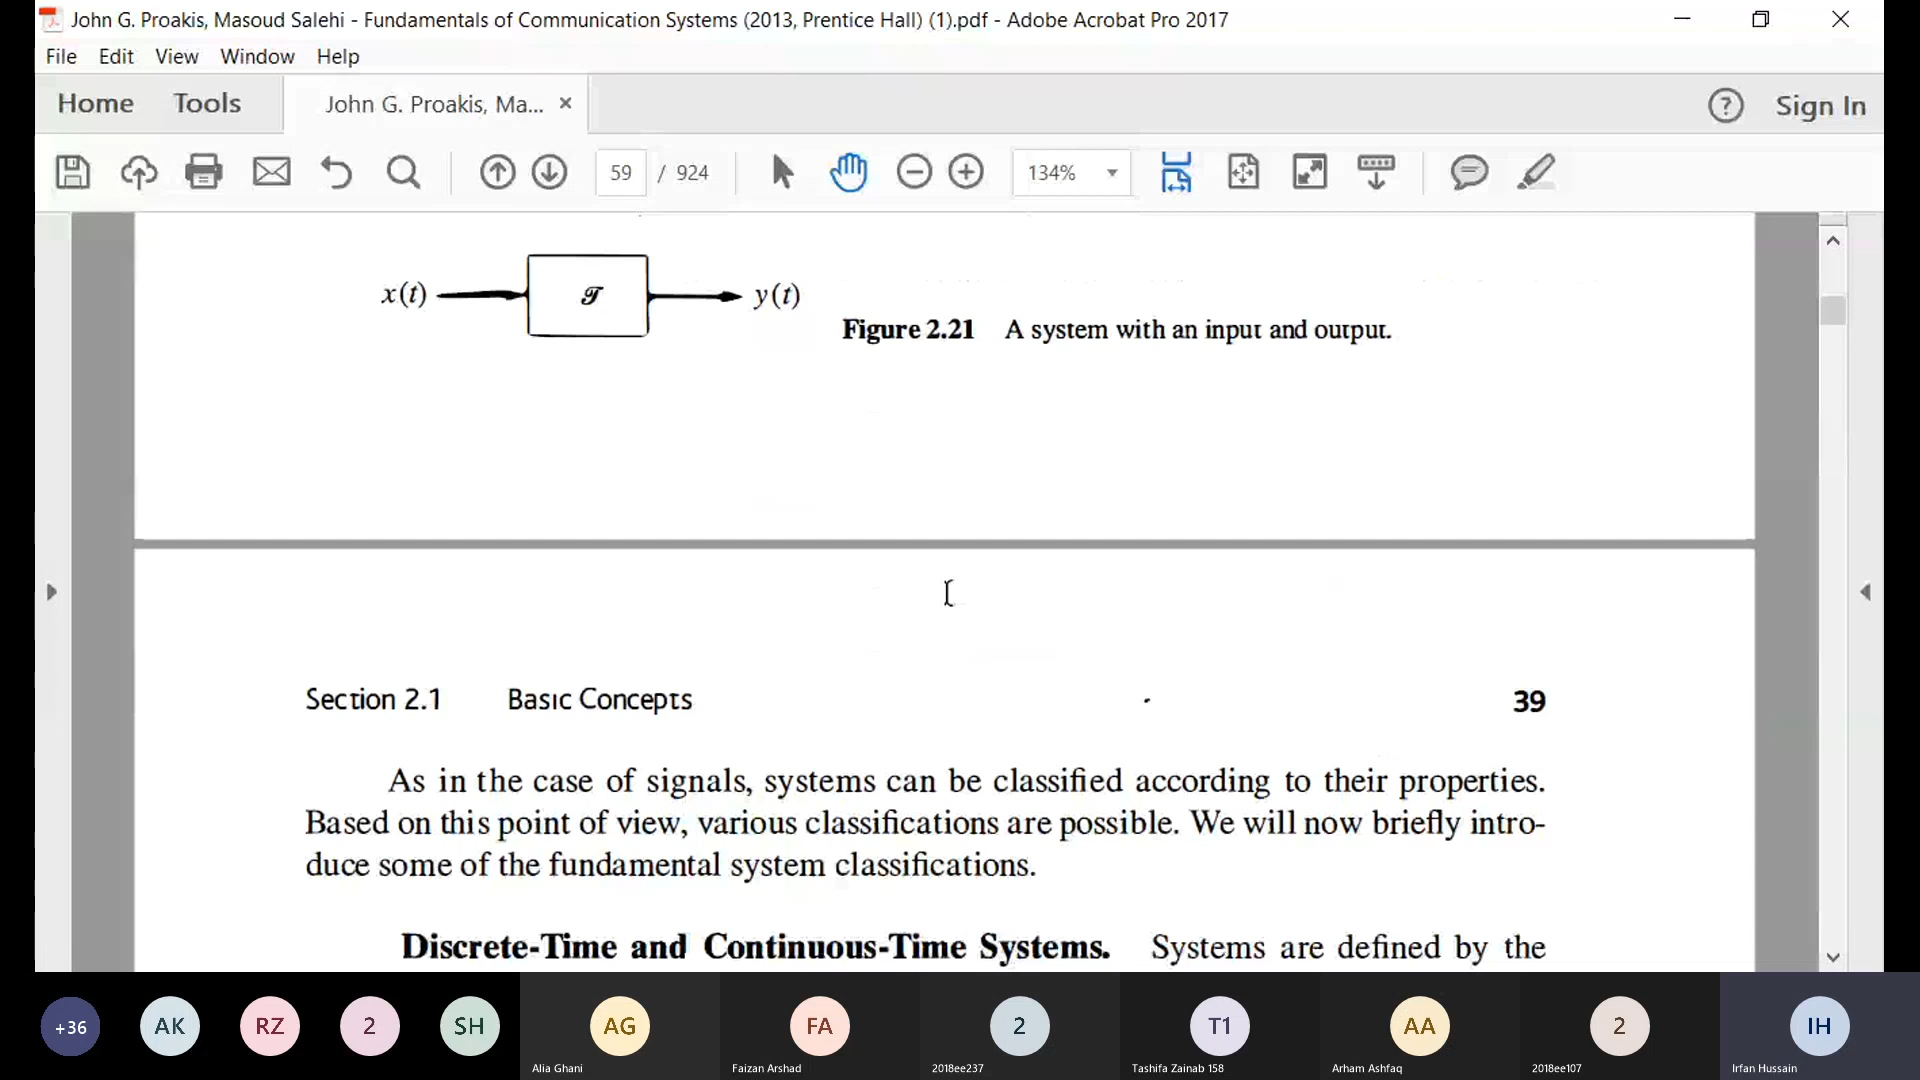 John G. Proakis, Masoud Salehi - Fundamentals of Communication Systems (2013, Prentice Hall) (1).pdf - Adobe Acrobat Pro 2017
File Edit View Window Help
Home Tools John G. Proakis, Ma... × ? Sign In
59 / 924 134%
x(t) 𝒯 y(t)
Figure 2.21 A system with an input and output.
Section 2.1 Basic Concepts 39
As in the case of signals, systems can be classified according to their properties.
Based on this point of view, various classifications are possible. We will now briefly intro-
duce some of the fundamental system classifications.
Discrete-Time and Continuous-Time Systems. Systems are defined by the
+36 AK RZ 2 SH AG FA 2 T1 AA 2 IH
Alia Ghani Faizan Arshad 2018ee237 Tashifa Zainab 158 Arham Ashfaq 2018ee107 Irfan Hussain